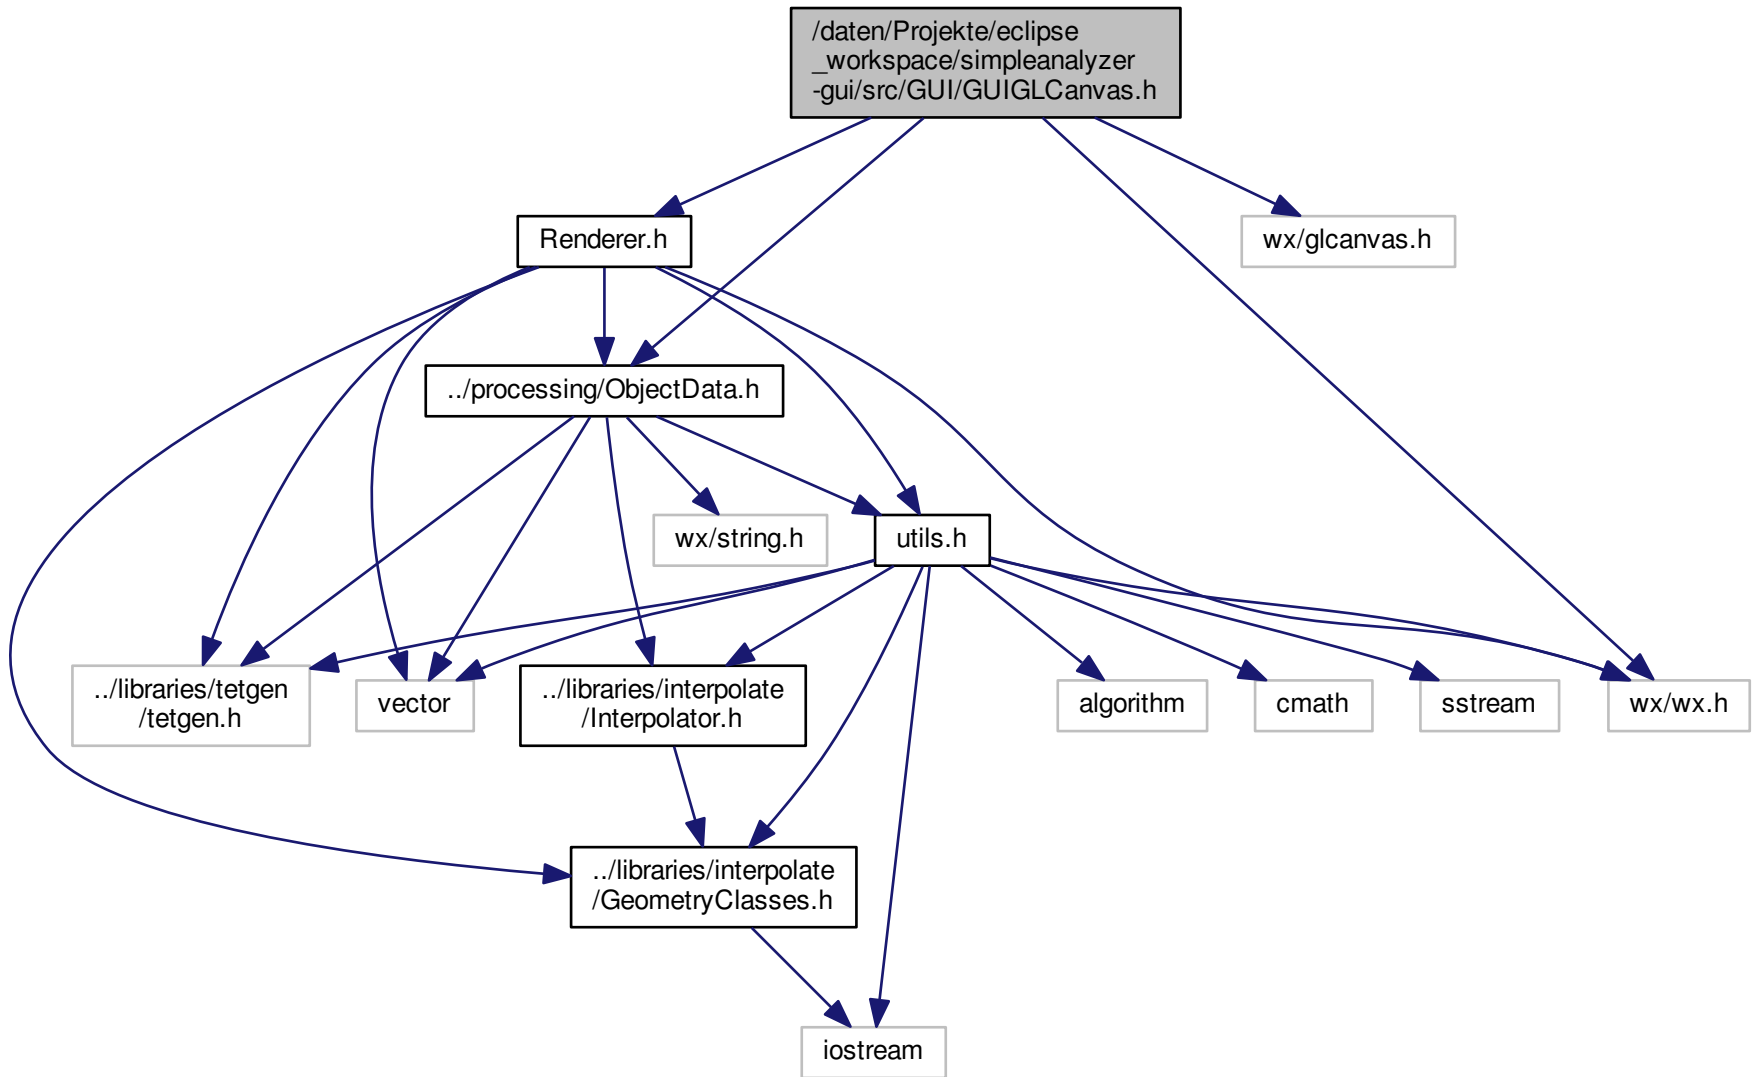 /daten/Projekte/eclipse
_workspace/simpleanalyzer
-gui/src/GUI/GUIGLCanvas.h
Renderer.h
wx/glcanvas.h
../processing/ObjectData.h
wx/string.h
utils.h
../libraries/tetgen
/tetgen.h
vector
../libraries/interpolate
/Interpolator.h
algorithm
cmath
sstream
wx/wx.h
../libraries/interpolate
/GeometryClasses.h
iostream